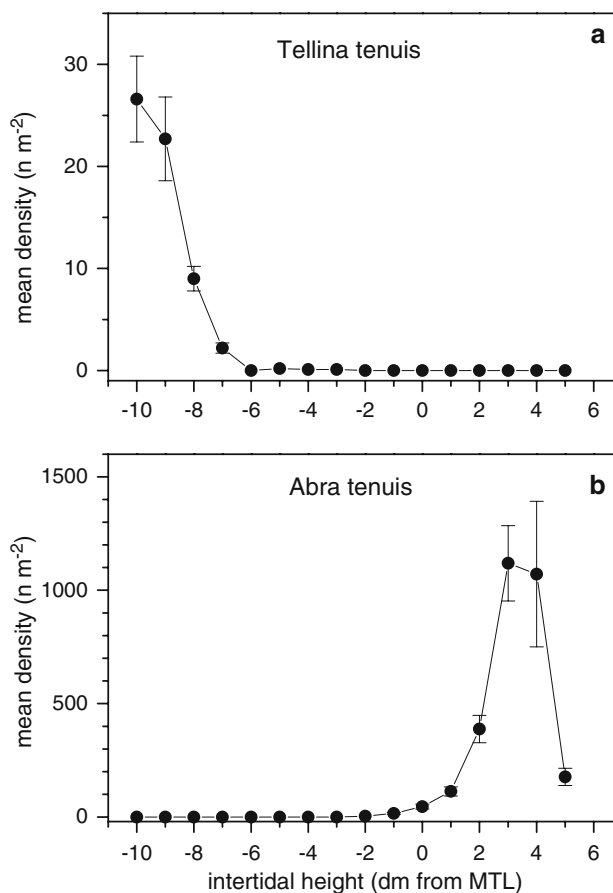 a
Tellina tenuis
mean density (n m⁻²)
30
20
10
0
-10 -8 -6 -4 -2 0 2 4 6
b
Abra tenuis
mean density (n m⁻²)
1500
1000
500
0
-10 -8 -6 -4 -2 0 2 4 6
intertidal height (dm from MTL)